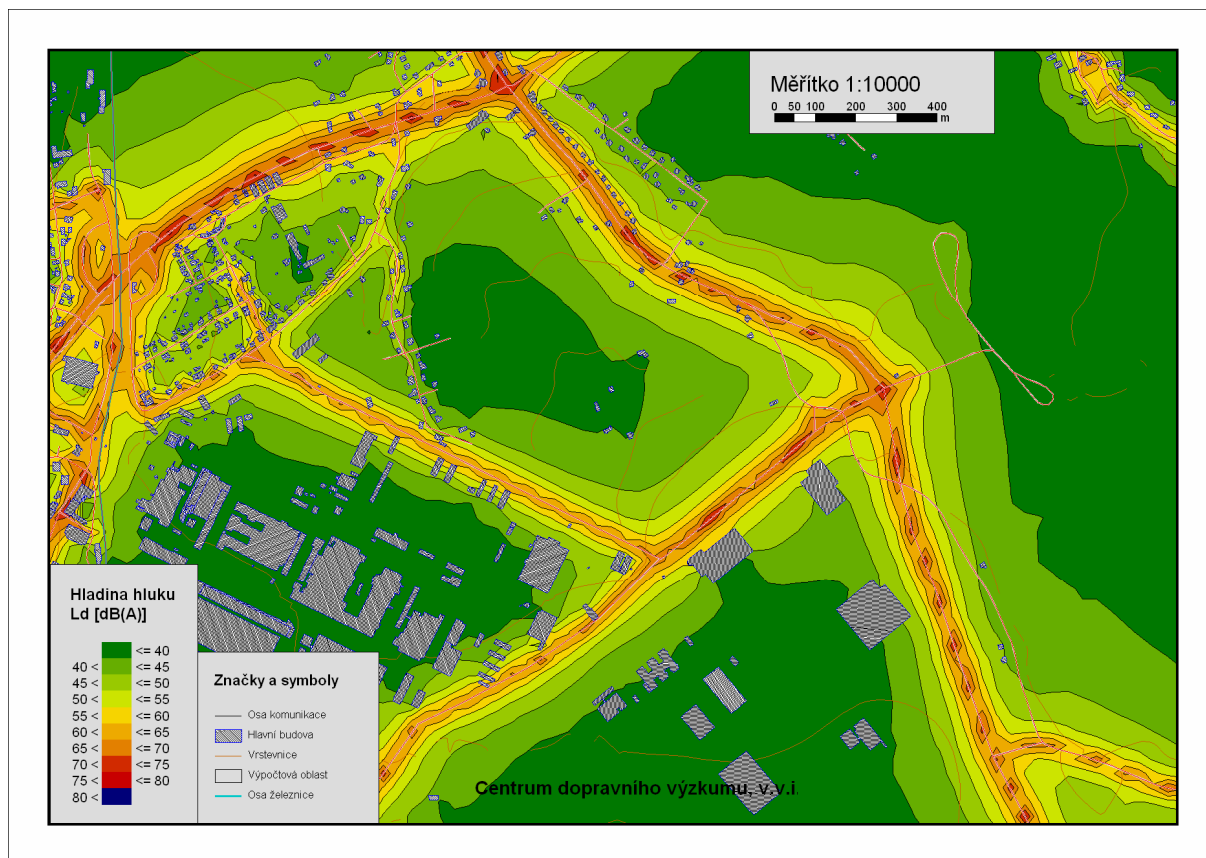 Měřítko 1:10000
0 50 100 200 300 400
m
Hladina hluku
Ld [dB(A)]
<= 40
40 < <= 45
45 < <= 50
50 < <= 55
55 < <= 60
60 < <= 65
65 < <= 70
70 < <= 75
75 < <= 80
80 <
Značky a symboly
Osa komunikace
Hlavní budova
Vrstevnice
Výpočtová oblast
Osa železnice
Centrum dopravního výzkumu, v.v.i